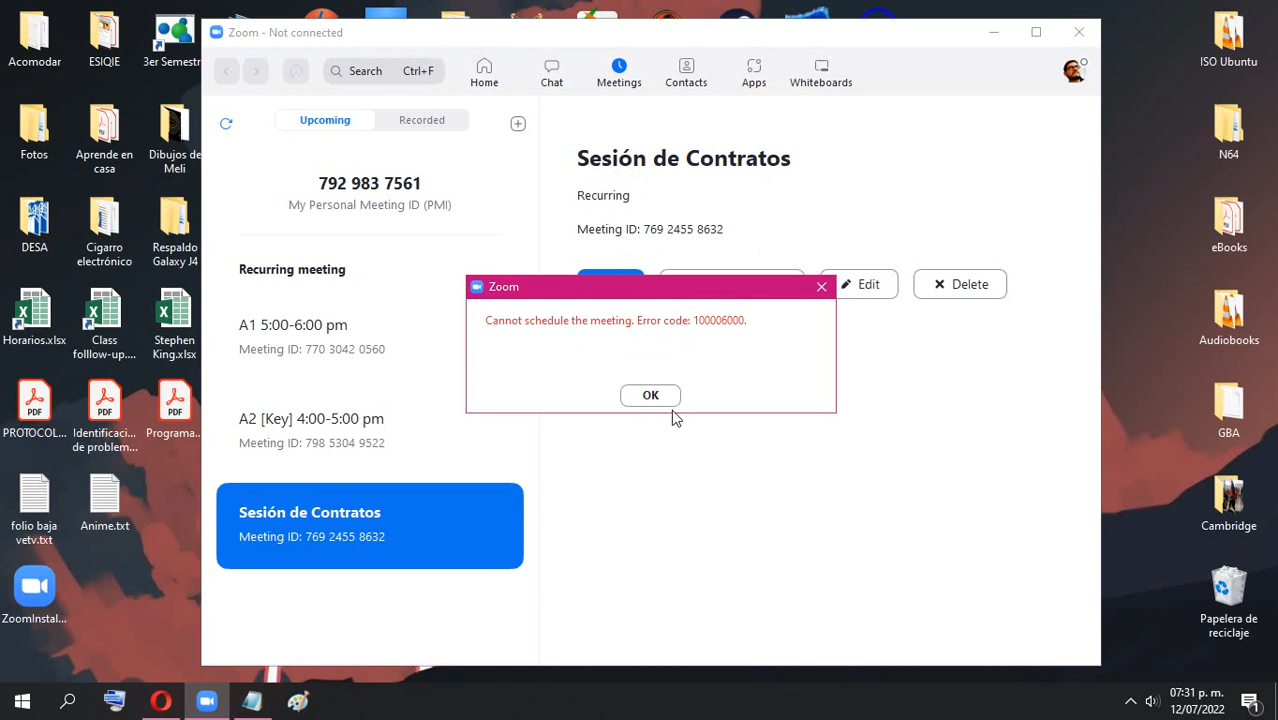 Zoom - Not connected
Search Ctrl+F
Home
Chat
Meetings
Contacts
Apps
Whiteboards
Upcoming
Recorded
792 983 7561
My Personal Meeting ID (PMI)
Recurring meeting
A1 5:00-6:00 pm
Meeting ID: 770 3042 0560
A2 [Key] 4:00-5:00 pm
Meeting ID: 798 5304 9522
Sesión de Contratos
Meeting ID: 769 2455 8632
Sesión de Contratos
Recurring
Meeting ID: 769 2455 8632
Edit
Delete
Zoom
Cannot schedule the meeting. Error code: 100006000.
OK
Acomodar
ESIQIE
3er Semestr
Fotos
Aprende en
casa
Dibujos de
Meli
DESA
Cigarro
electrónico
Respaldo
Galaxy J4
Horarios.xlsx
Class
folllow-up....
Stephen
King.xlsx
PDF
PDF
PDF
PROTOCOL...
Identificaci...
de problem...
Programa...
folio baja
vetv.txt
Anime.txt
ZoomInstal...
ISO Ubuntu
N64
eBooks
Audiobooks
GBA
Cambridge
Papelera de
reciclaje
07:31 p. m.
12/07/2022
1